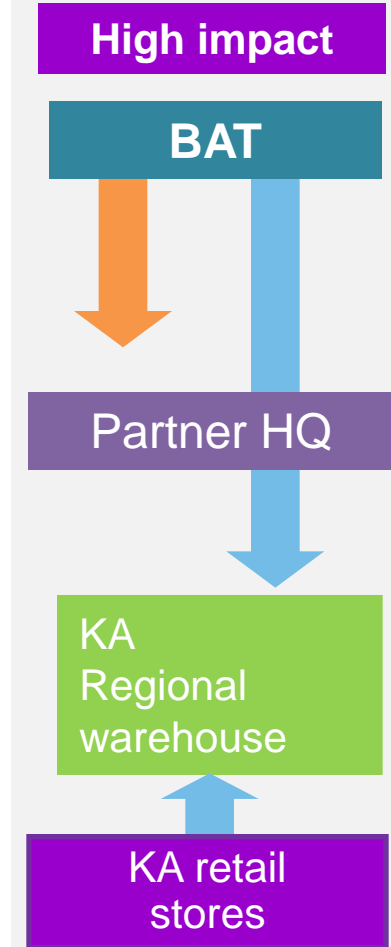 High impact
BAT
Partner HQ
KA
Regional
warehouse
KA retail
stores